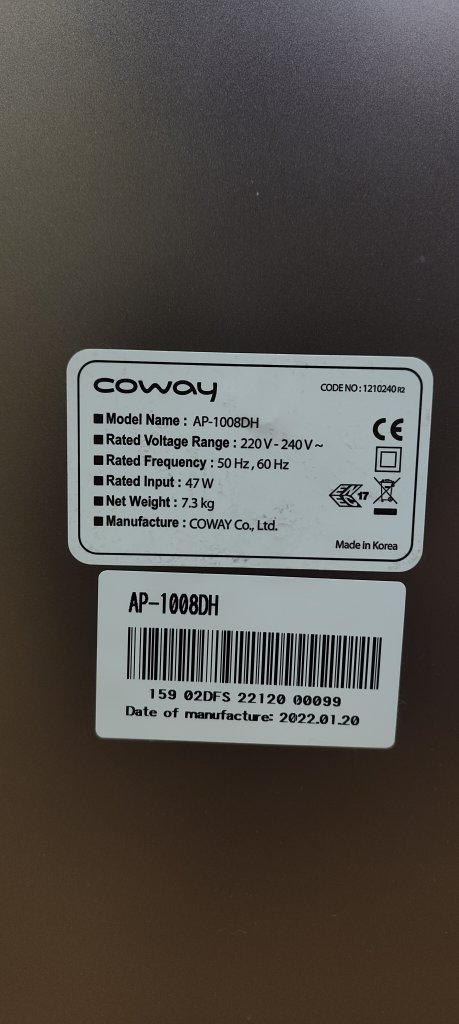 coway
CODE NO : 1210240 R2
■ Model Name : AP-1008DH
■ Rated Voltage Range : 220 V - 240 V ~
■ Rated Frequency : 50 Hz , 60 Hz
■ Rated Input : 47 W
■ Net Weight : 7.3 kg
■ Manufacture : COWAY Co., Ltd.
CE
17
Made in Korea
AP-1008DH
159 02DFS 22120 00099
Date of manufacture: 2022.01.20